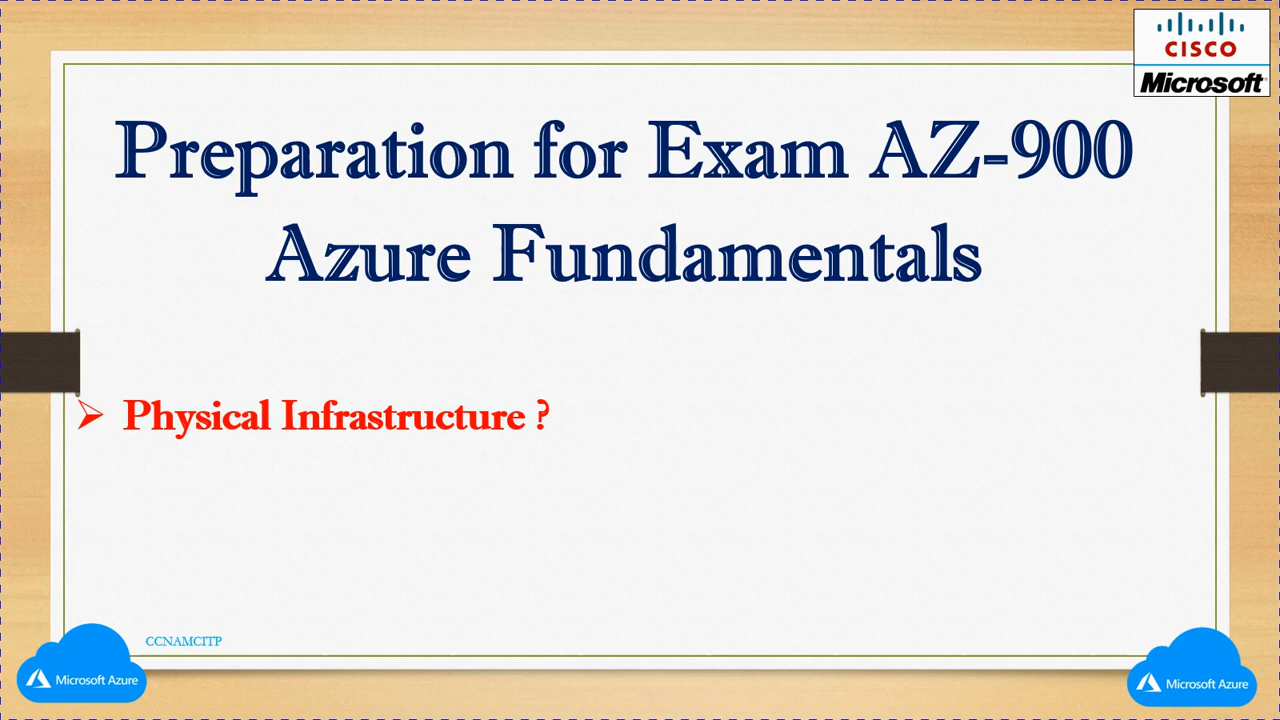 CISCO
Microsoft
Preparation for Exam AZ-900
Azure Fundamentals
Physical Infrastructure ?
CCNAMCITP
Microsoft Azure
Microsoft Azure